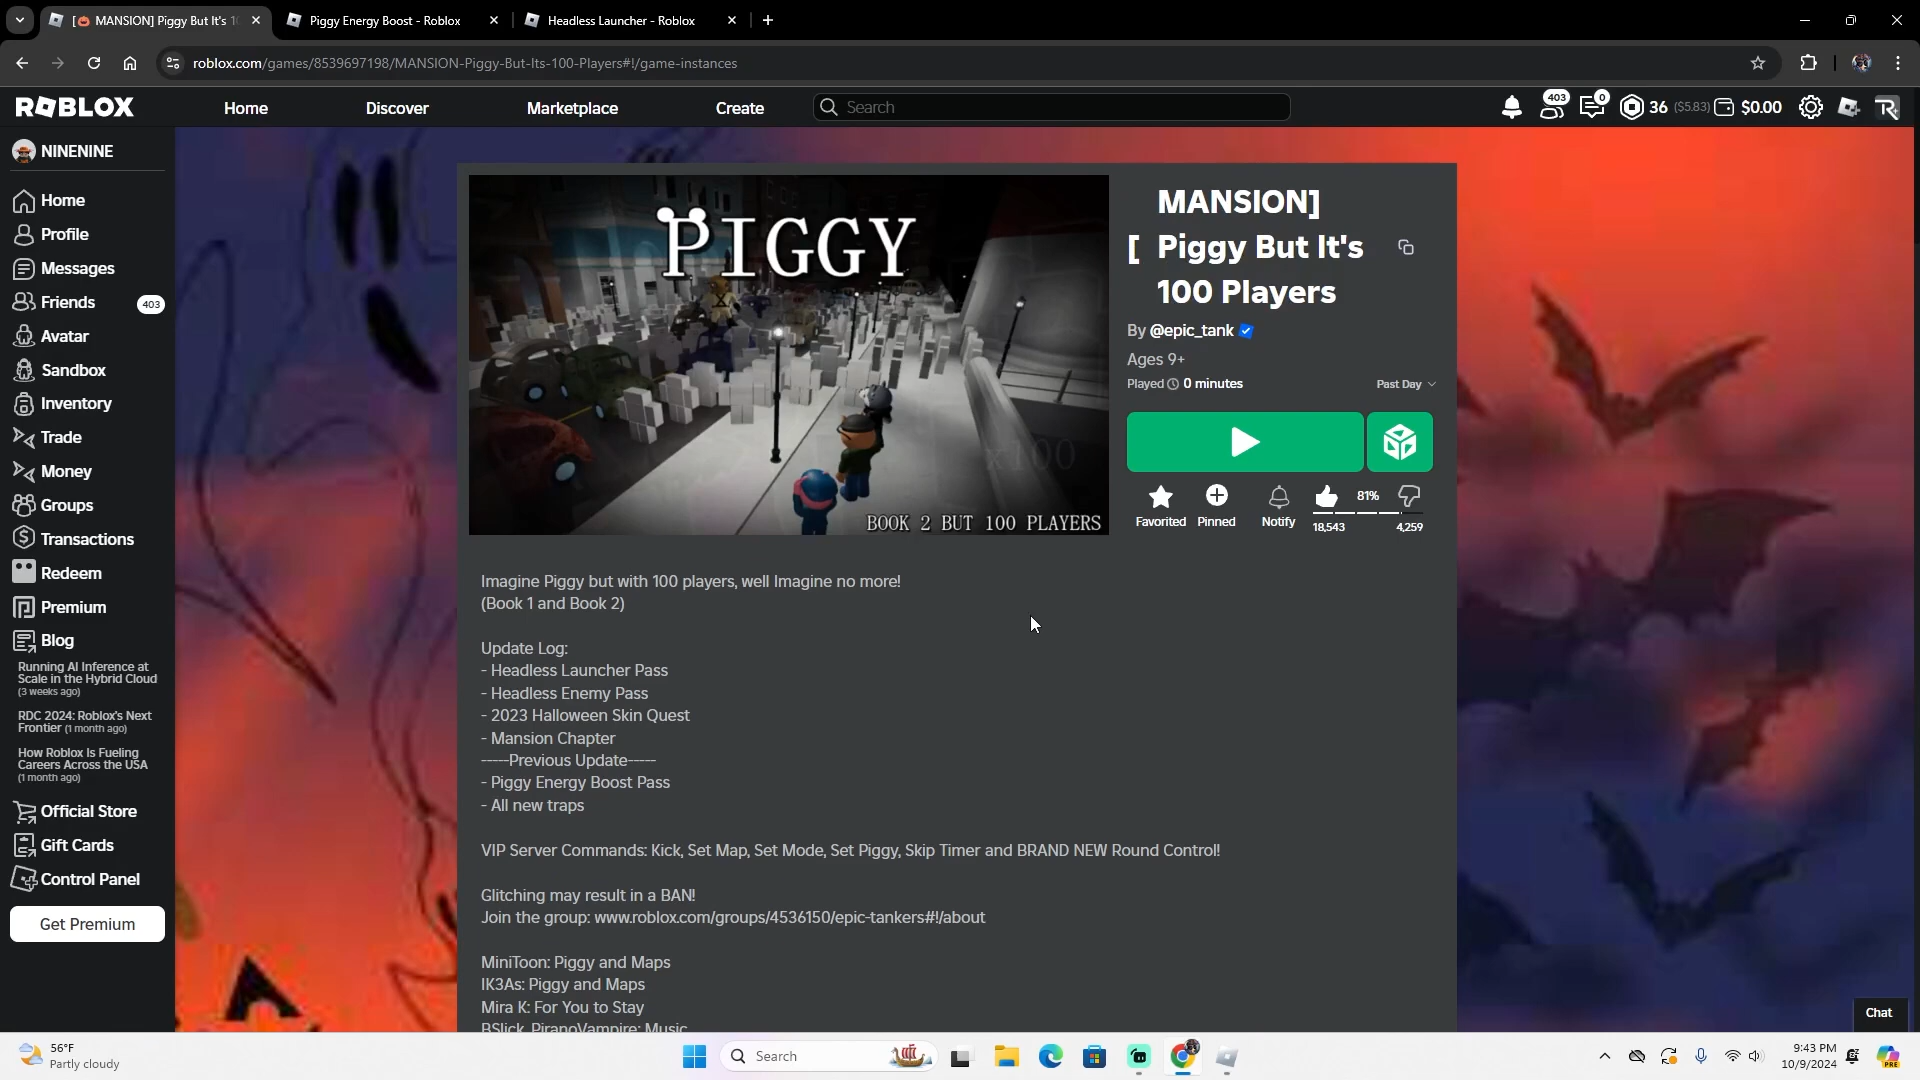 [🎃 MANSION] Piggy But It's 1
Piggy Energy Boost - Roblox
Headless Launcher - Roblox
roblox.com/games/8539697198/MANSION-Piggy-But-Its-100-Players#!/game-instances
ROBLOX
Home
Discover
Marketplace
Create
Search
403
0
36 ($5.83)
$0.00
NINENINE
Home
Profile
Messages
Friends
403
Avatar
Sandbox
Inventory
Trade
Money
Groups
Transactions
Redeem
Premium
Blog
Running AI Inference at
Scale in the Hybrid Cloud
(3 weeks ago)
RDC 2024: Roblox's Next
Frontier (1 month ago)
How Roblox Is Fueling
Careers Across the USA
(1 month ago)
Official Store
Gift Cards
Control Panel
Get Premium
PIGGY
x100
BOOK 2 BUT 100 PLAYERS
MANSION]
[ Piggy But It's
100 Players
By @epic_tank
Ages 9+
Played 0 minutes
Past Day
Favorited
Pinned
Notify
81%
18,543
4,259
Imagine Piggy but with 100 players, well Imagine no more!
(Book 1 and Book 2)
Update Log:
- Headless Launcher Pass
- Headless Enemy Pass
- 2023 Halloween Skin Quest
- Mansion Chapter
-----Previous Update-----
- Piggy Energy Boost Pass
- All new traps
VIP Server Commands: Kick, Set Map, Set Mode, Set Piggy, Skip Timer and BRAND NEW Round Control!
Glitching may result in a BAN!
Join the group: www.roblox.com/groups/4536150/epic-tankers#!/about
MiniToon: Piggy and Maps
IK3As: Piggy and Maps
Mira K: For You to Stay
BSlick, PiranoVampire: Music
Chat
56°F
Partly cloudy
Search
9:43 PM
10/9/2024
PRE